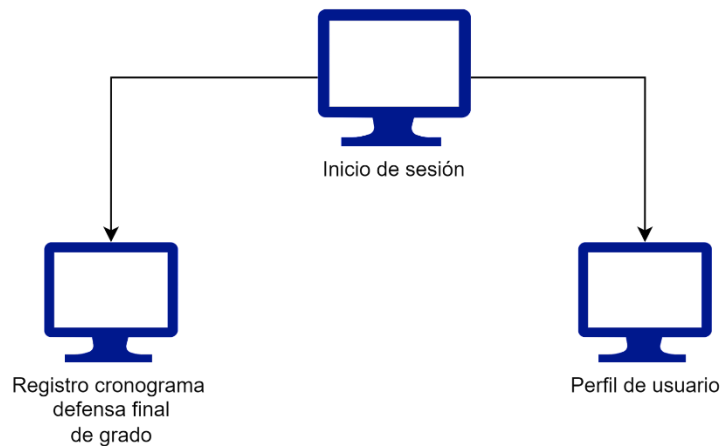 Inicio de sesión
Registro cronograma
defensa final
de grado
Perfil de usuario